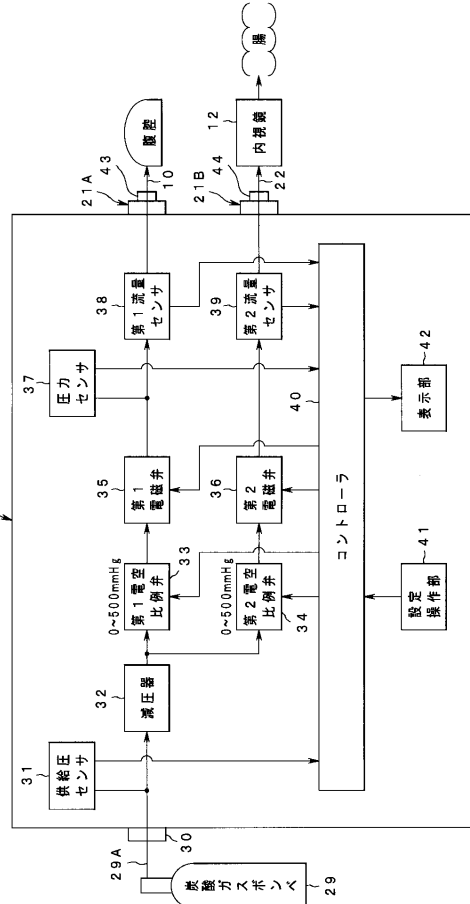 炭酸ガスボンベ
29
29A
30
供給圧
センサ
31
減圧器
32
0~500mmHg
第1電空
比例弁
33
0~500mmHg
第2電空
比例弁
34
第1
電磁弁
35
第2
電磁弁
36
圧力
センサ
37
第1流量
センサ
38
第2流量
センサ
39
コントローラ
40
設定
操作部
41
表示部
42
21A
43
10
腹腔
21B
44
22
内視鏡
12
腸